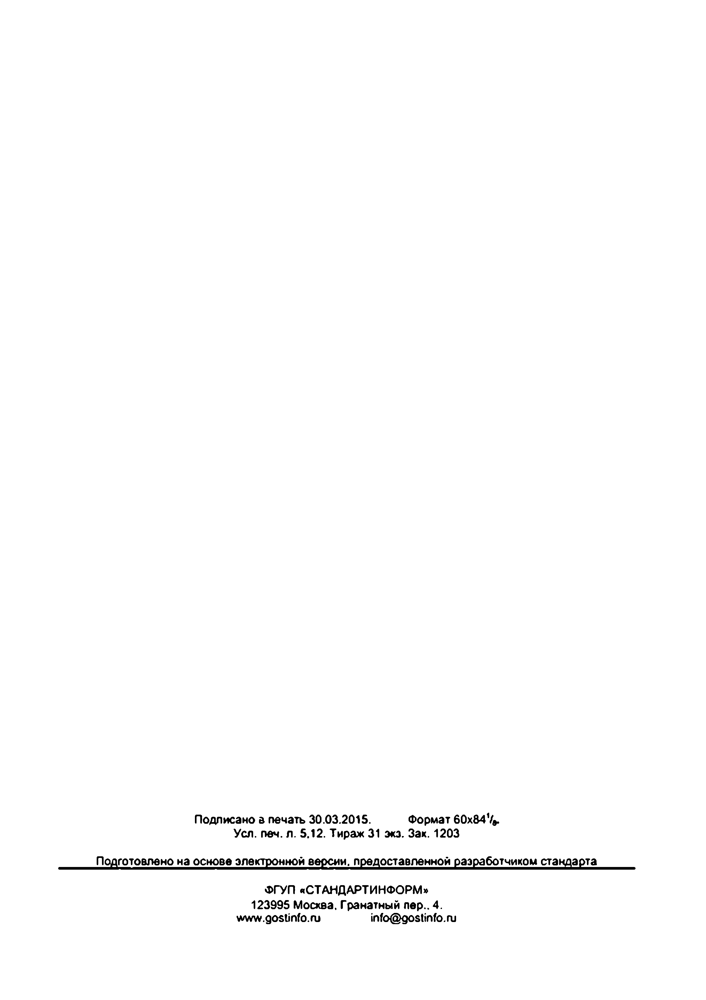 Подписано в печать 30.03.2015. Формат 60x84¹/₈.
Усл. печ. л. 5,12. Тираж 31 экз. Зак. 1203
Подготовлено на основе электронной версии, предоставленной разработчиком стандарта
ФГУП «СТАНДАРТИНФОРМ»
123995 Москва, Гранатный пер., 4.
www.gostinfo.ru info@gostinfo.ru